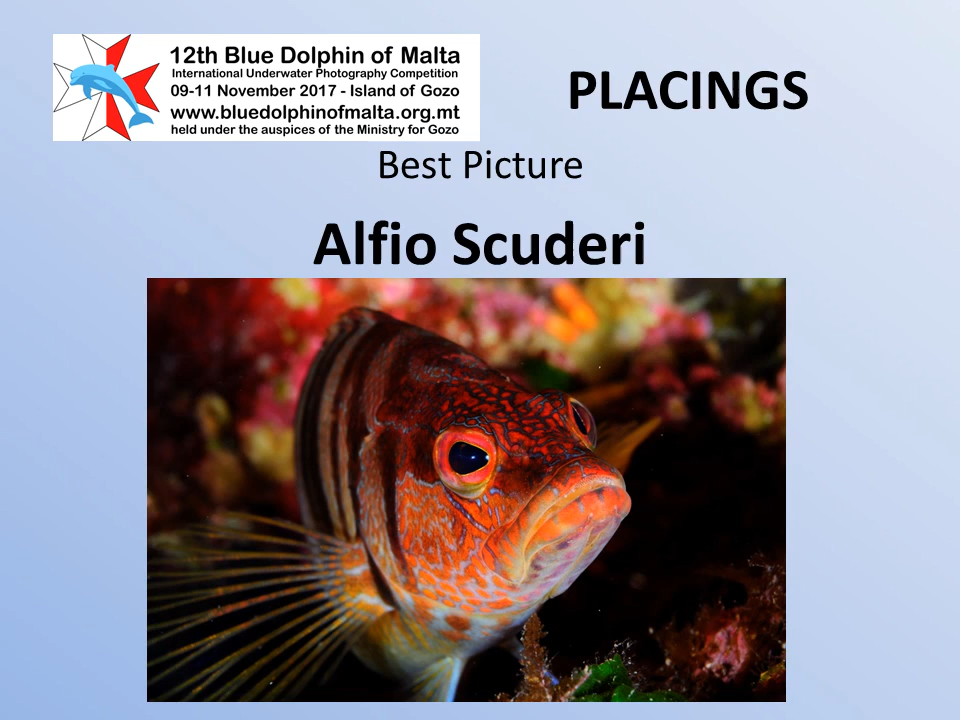 12th Blue Dolphin of Malta
International Underwater Photography Competition
09-11 November 2017 - Island of Gozo
www.bluedolphinofmalta.org.mt
held under the auspices of the Ministry for Gozo
PLACINGS
Best Picture
Alfio Scuderi